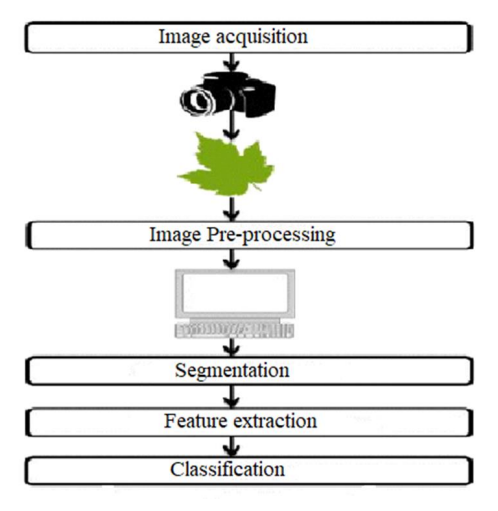 Image acquisition
Image Pre-processing
Segmentation
Feature extraction
Classification